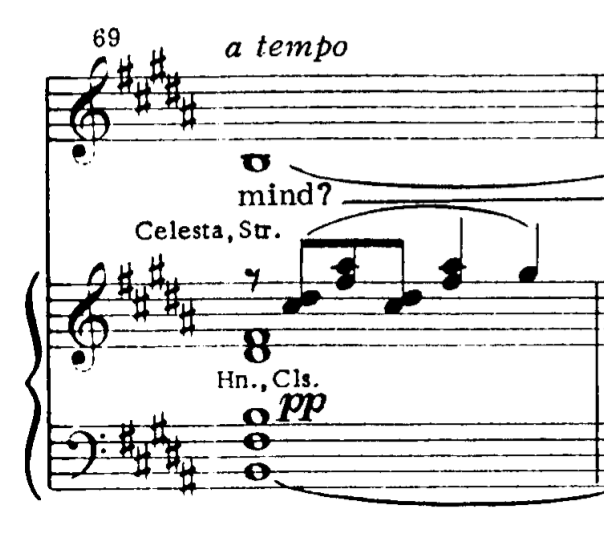 69
a tempo
mind?
Celesta, Str.
Hn., Cls.
pp